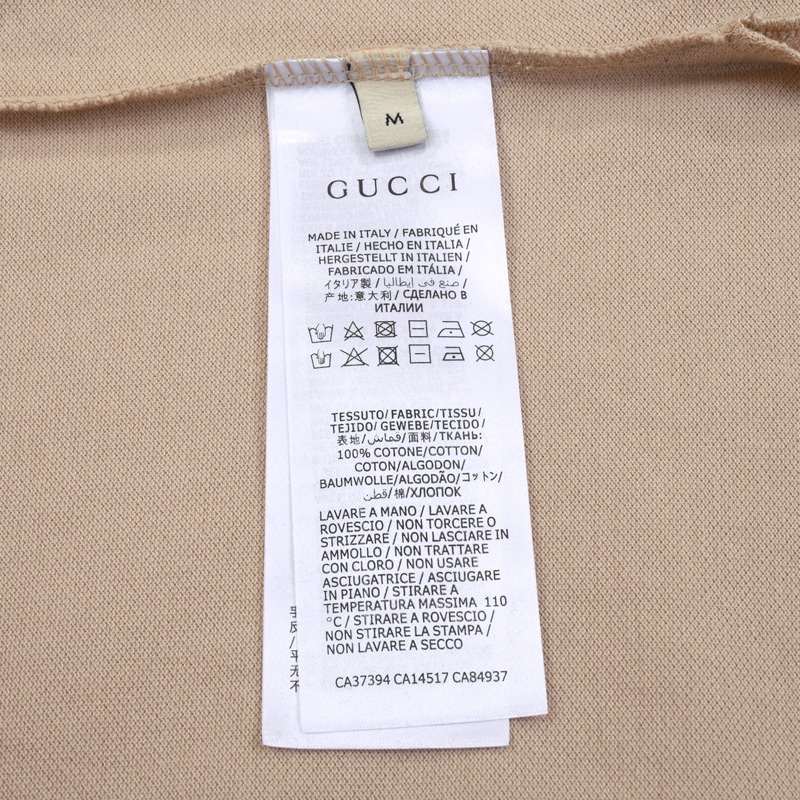 M
GUCCI
MADE IN ITALY / FABRIQUÉ EN
ITALIE / HECHO EN ITALIA /
HERGESTELLT IN ITALIEN /
FABRICADO EM ITÁLIA /
イタリア製 / صنع في إيطاليا /
产地:意大利 / СДЕЛАНО В
ИТАЛИИ
TESSUTO/FABRIC/TISSU/
TEJIDO/GEWEBE/TECIDO/
表地/قماش/面料/ТКАНЬ:
100% COTONE/COTTON/
COTON/ALGODON/
BAUMWOLLE/ALGODÃO/コットン/
قطن/棉/ХЛОПОК
LAVARE A MANO / LAVARE A
ROVESCIO / NON TORCERE O
STRIZZARE / NON LASCIARE IN
AMMOLLO / NON TRATTARE
CON CLORO / NON USARE
ASCIUGATRICE / ASCIUGARE
IN PIANO / STIRARE A
TEMPERATURA MASSIMA 110
°C / STIRARE A ROVESCIO /
NON STIRARE LA STAMPA /
NON LAVARE A SECCO
CA37394 CA14517 CA84937